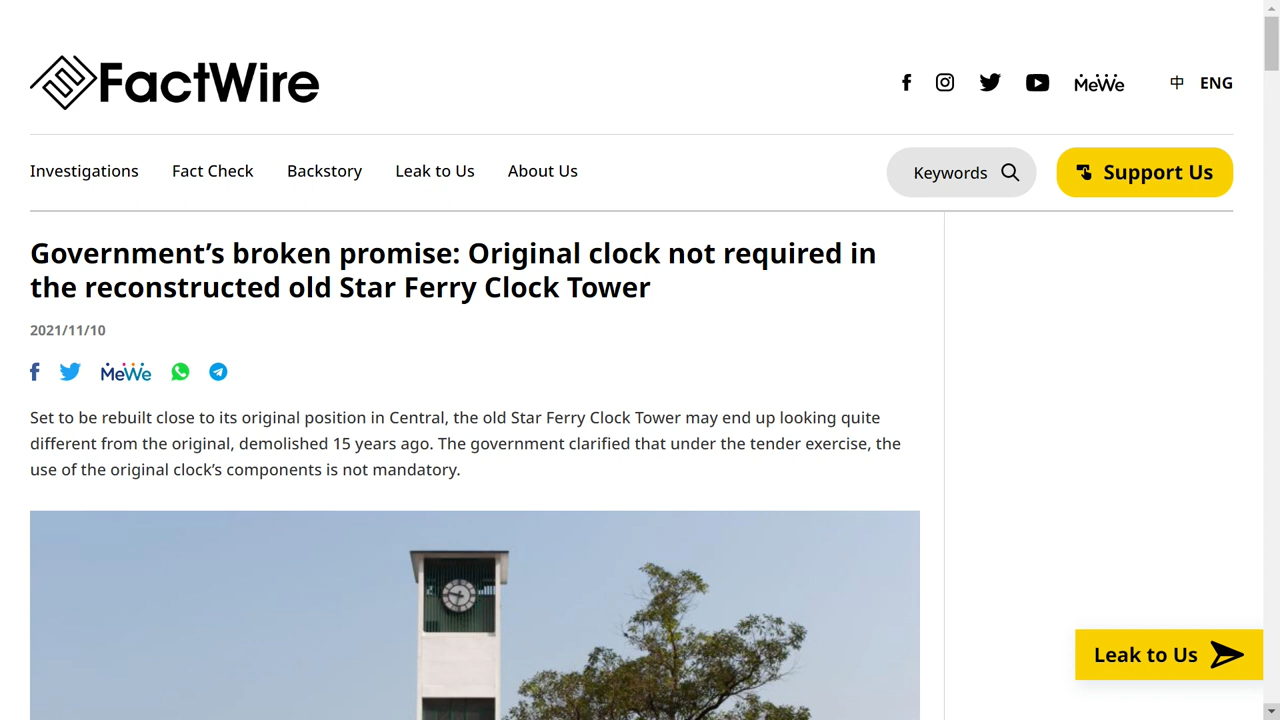 FactWire
MeWe
中 ENG
Investigations Fact Check Backstory Leak to Us About Us
Keywords
Support Us
Government’s broken promise: Original clock not required in
the reconstructed old Star Ferry Clock Tower
2021/11/10
MeWe
Set to be rebuilt close to its original position in Central, the old Star Ferry Clock Tower may end up looking quite
different from the original, demolished 15 years ago. The government clarified that under the tender exercise, the
use of the original clock’s components is not mandatory.
Leak to Us